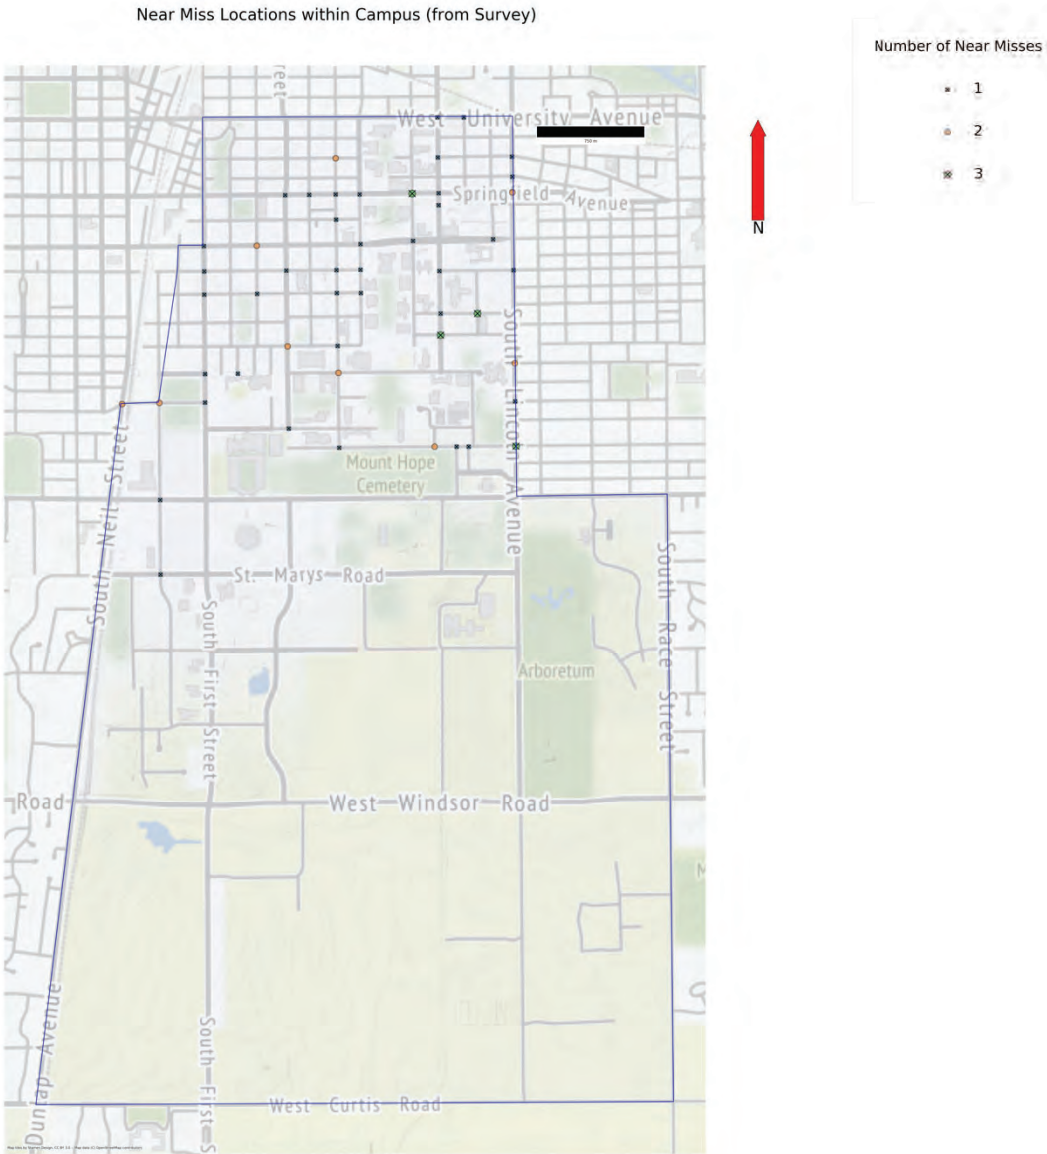 Near Miss Locations within Campus (from Survey)
Number of Near Misses
1
2
3
N
reet
West University Avenue
750 m
Springfield Avenue
South Lincoln Avenue
South Neil Street
Mount Hope
Cemetery
St. Marys Road
South First Street
South Race Street
Arboretum
Road
West Windsor Road
M
Dunlap Avenue
South First S
West Curtis Road